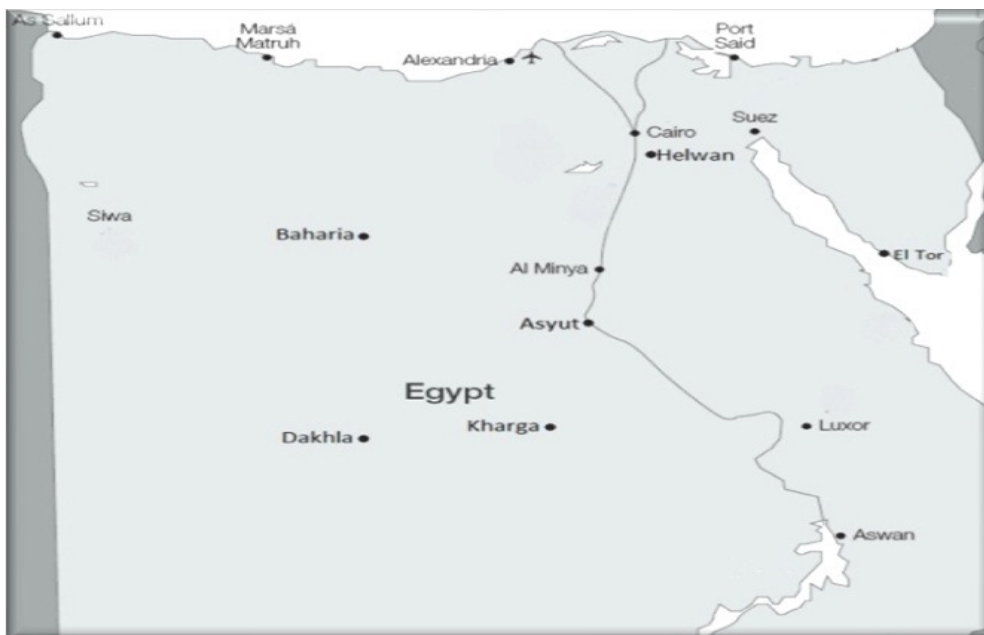 As Sallum
Marsá
Matruh
Alexandria
Port
Said
Cairo
Suez
Helwan
Siwa
Baharia
El Tor
Al Minya
Asyut
Egypt
Dakhla
Kharga
Luxor
Aswan